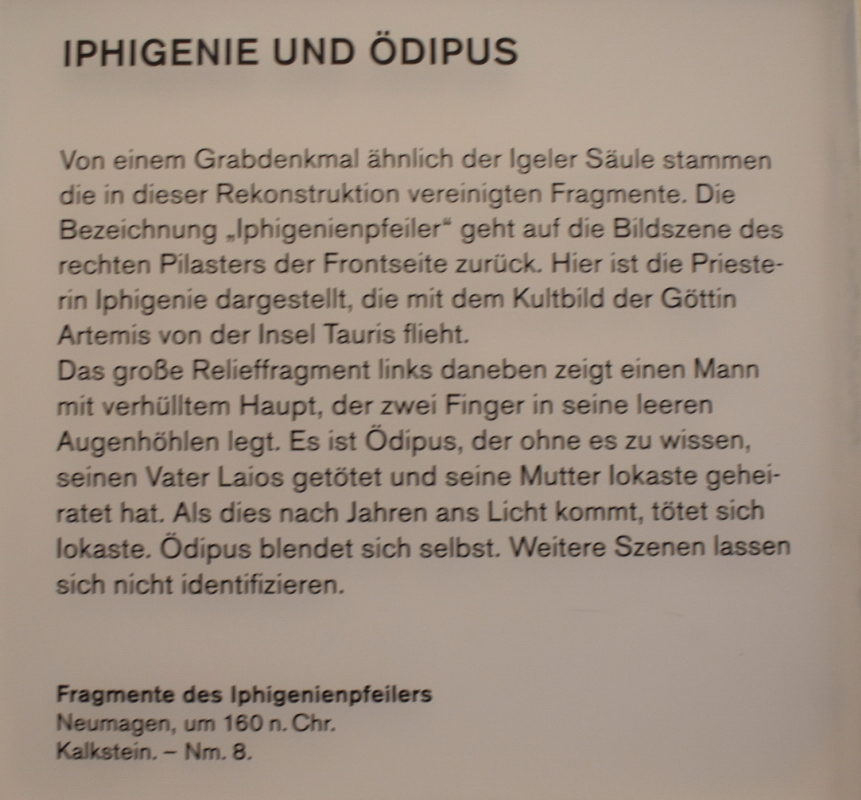 IPHIGENIE UND ÖDIPUS
Von einem Grabdenkmal ähnlich der Igeler Säule stammen
die in dieser Rekonstruktion vereinigten Fragmente. Die
Bezeichnung „Iphigenienpfeiler“ geht auf die Bildszene des
rechten Pilasters der Frontseite zurück. Hier ist die Prieste-
rin Iphigenie dargestellt, die mit dem Kultbild der Göttin
Artemis von der Insel Tauris flieht.
Das große Relieffragment links daneben zeigt einen Mann
mit verhülltem Haupt, der zwei Finger in seine leeren
Augenhöhlen legt. Es ist Ödipus, der ohne es zu wissen,
seinen Vater Laios getötet und seine Mutter Iokaste gehei-
ratet hat. Als dies nach Jahren ans Licht kommt, tötet sich
Iokaste. Ödipus blendet sich selbst. Weitere Szenen lassen
sich nicht identifizieren.
Fragmente des Iphigenienpfeilers
Neumagen, um 160 n. Chr.
Kalkstein. – Nm. 8.